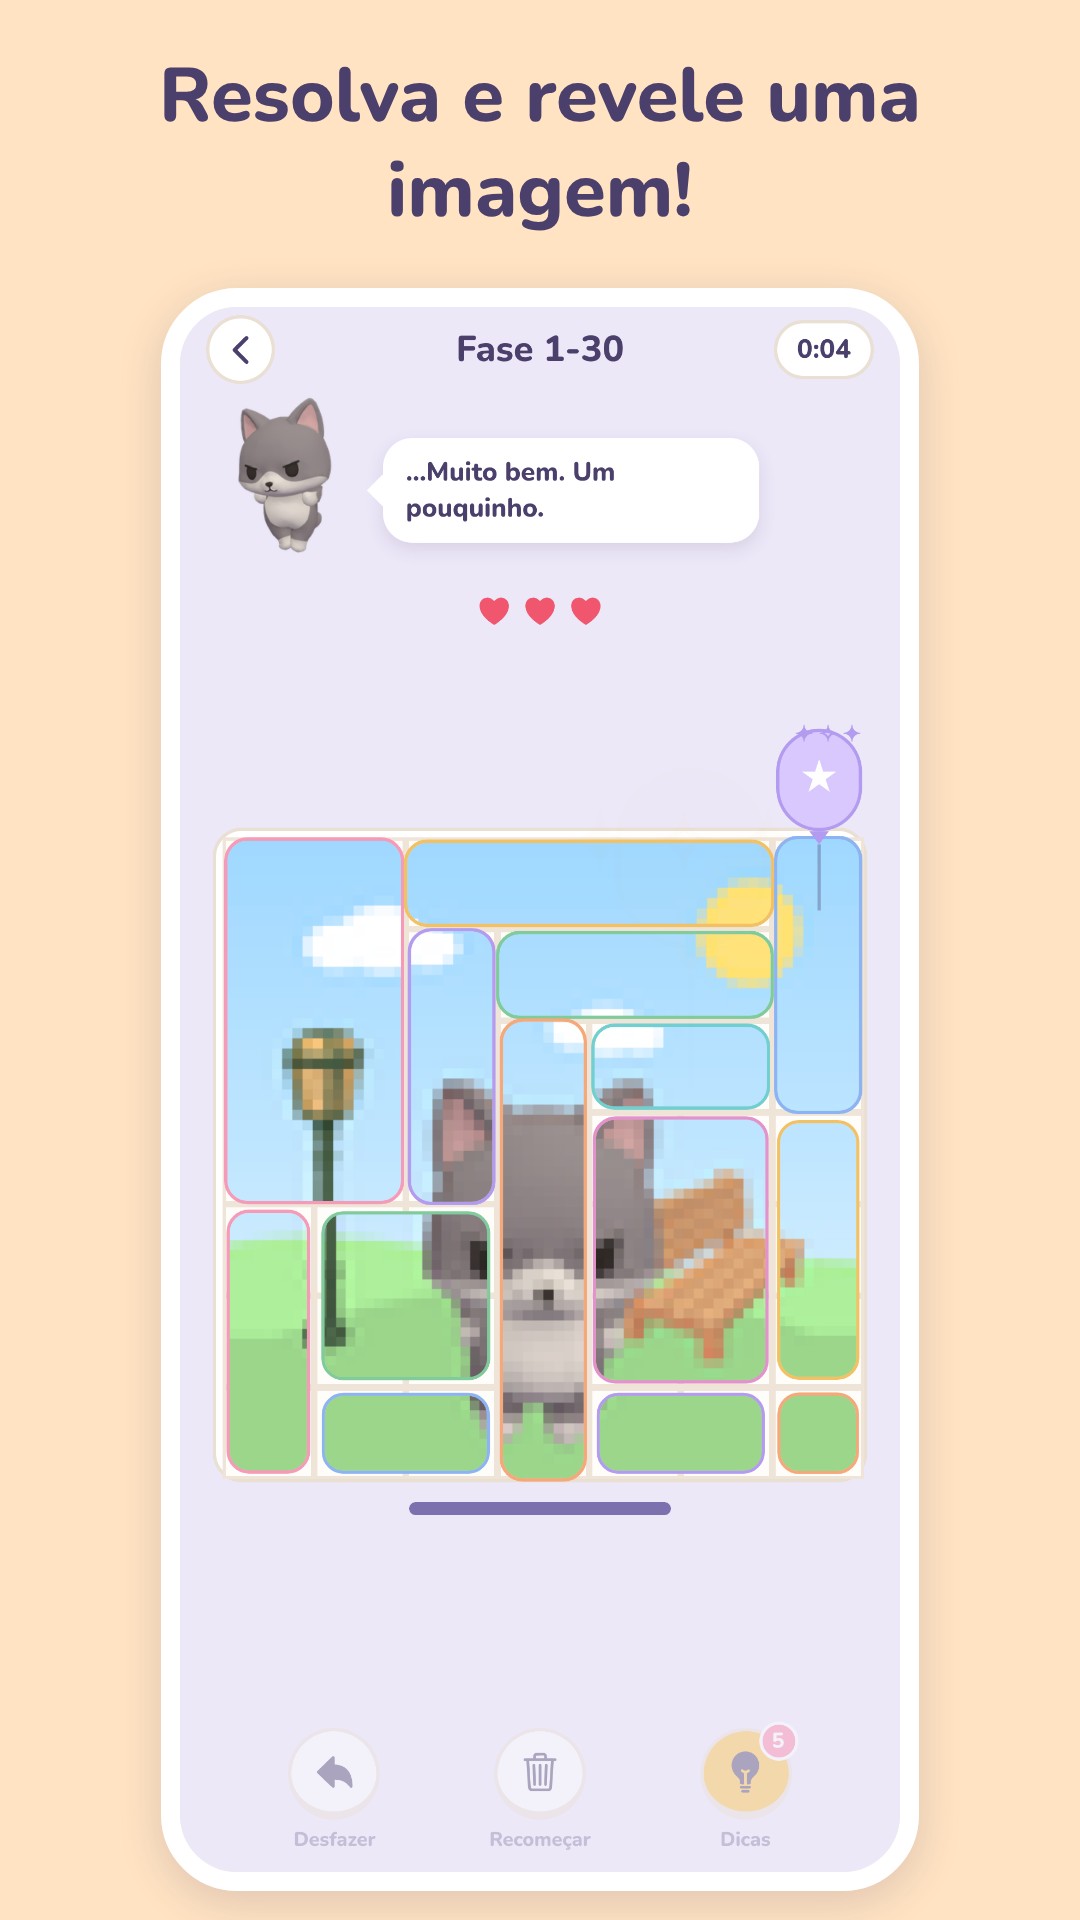 Resolva e revele uma
imagem!
Fase 1-30
0:04
...Muito bem. Um
pouquinho.
5
Desfazer
Recomeçar
Dicas